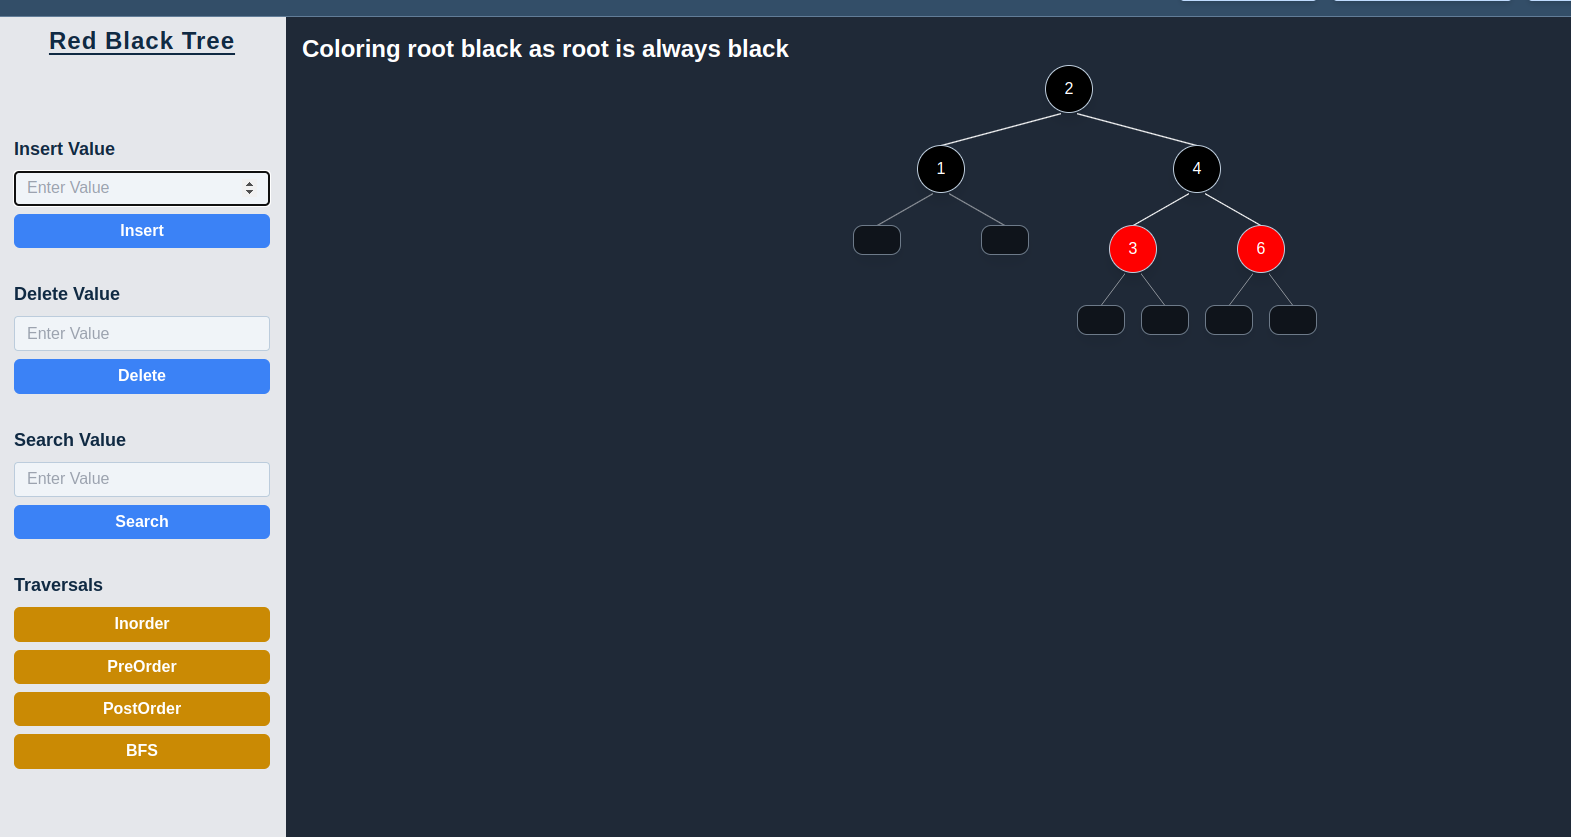 Red Black Tree
Insert Value
Enter Value
Insert
Delete Value
Enter Value
Delete
Search Value
Enter Value
Search
Traversals
Inorder
PreOrder
PostOrder
BFS
Coloring root black as root is always black
2
1 4
3 6